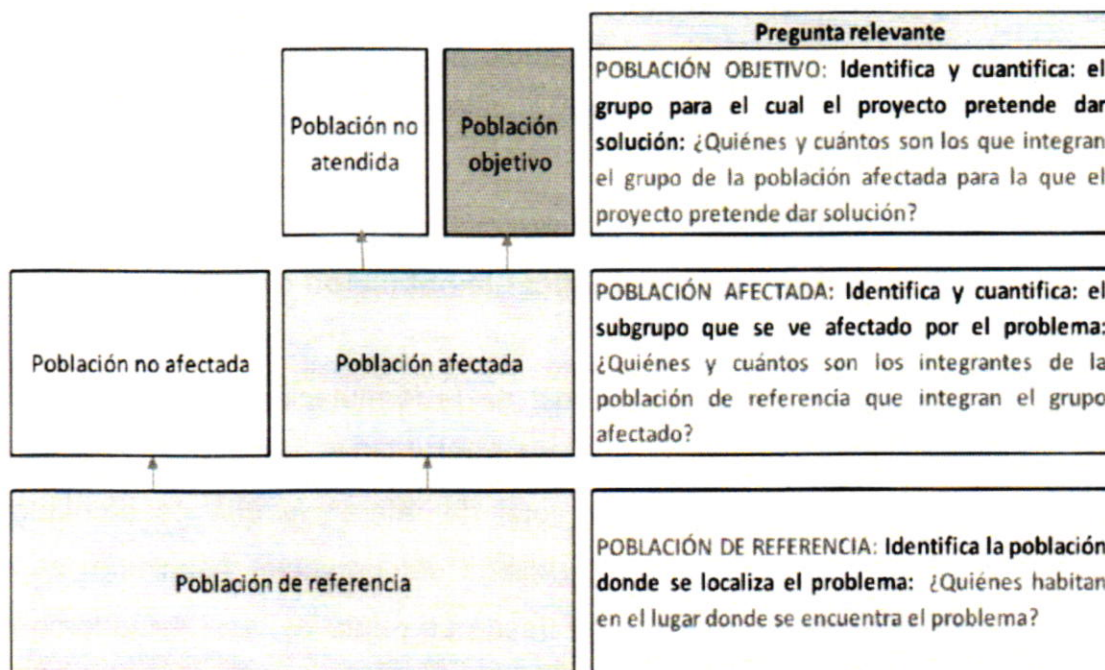 Pregunta relevante
Población no
atendida
Población
objetivo
POBLACIÓN OBJETIVO: Identifica y cuantifica: el
grupo para el cual el proyecto pretende dar
solución: ¿Quiénes y cuántos son los que integran
el grupo de la población afectada para la que el
proyecto pretende dar solución?
Población no afectada
Población afectada
POBLACIÓN AFECTADA: Identifica y cuantifica: el
subgrupo que se ve afectado por el problema:
¿Quiénes y cuántos son los integrantes de la
población de referencia que integran el grupo
afectado?
Población de referencia
POBLACIÓN DE REFERENCIA: Identifica la población
donde se localiza el problema: ¿Quiénes habitan
en el lugar donde se encuentra el problema?